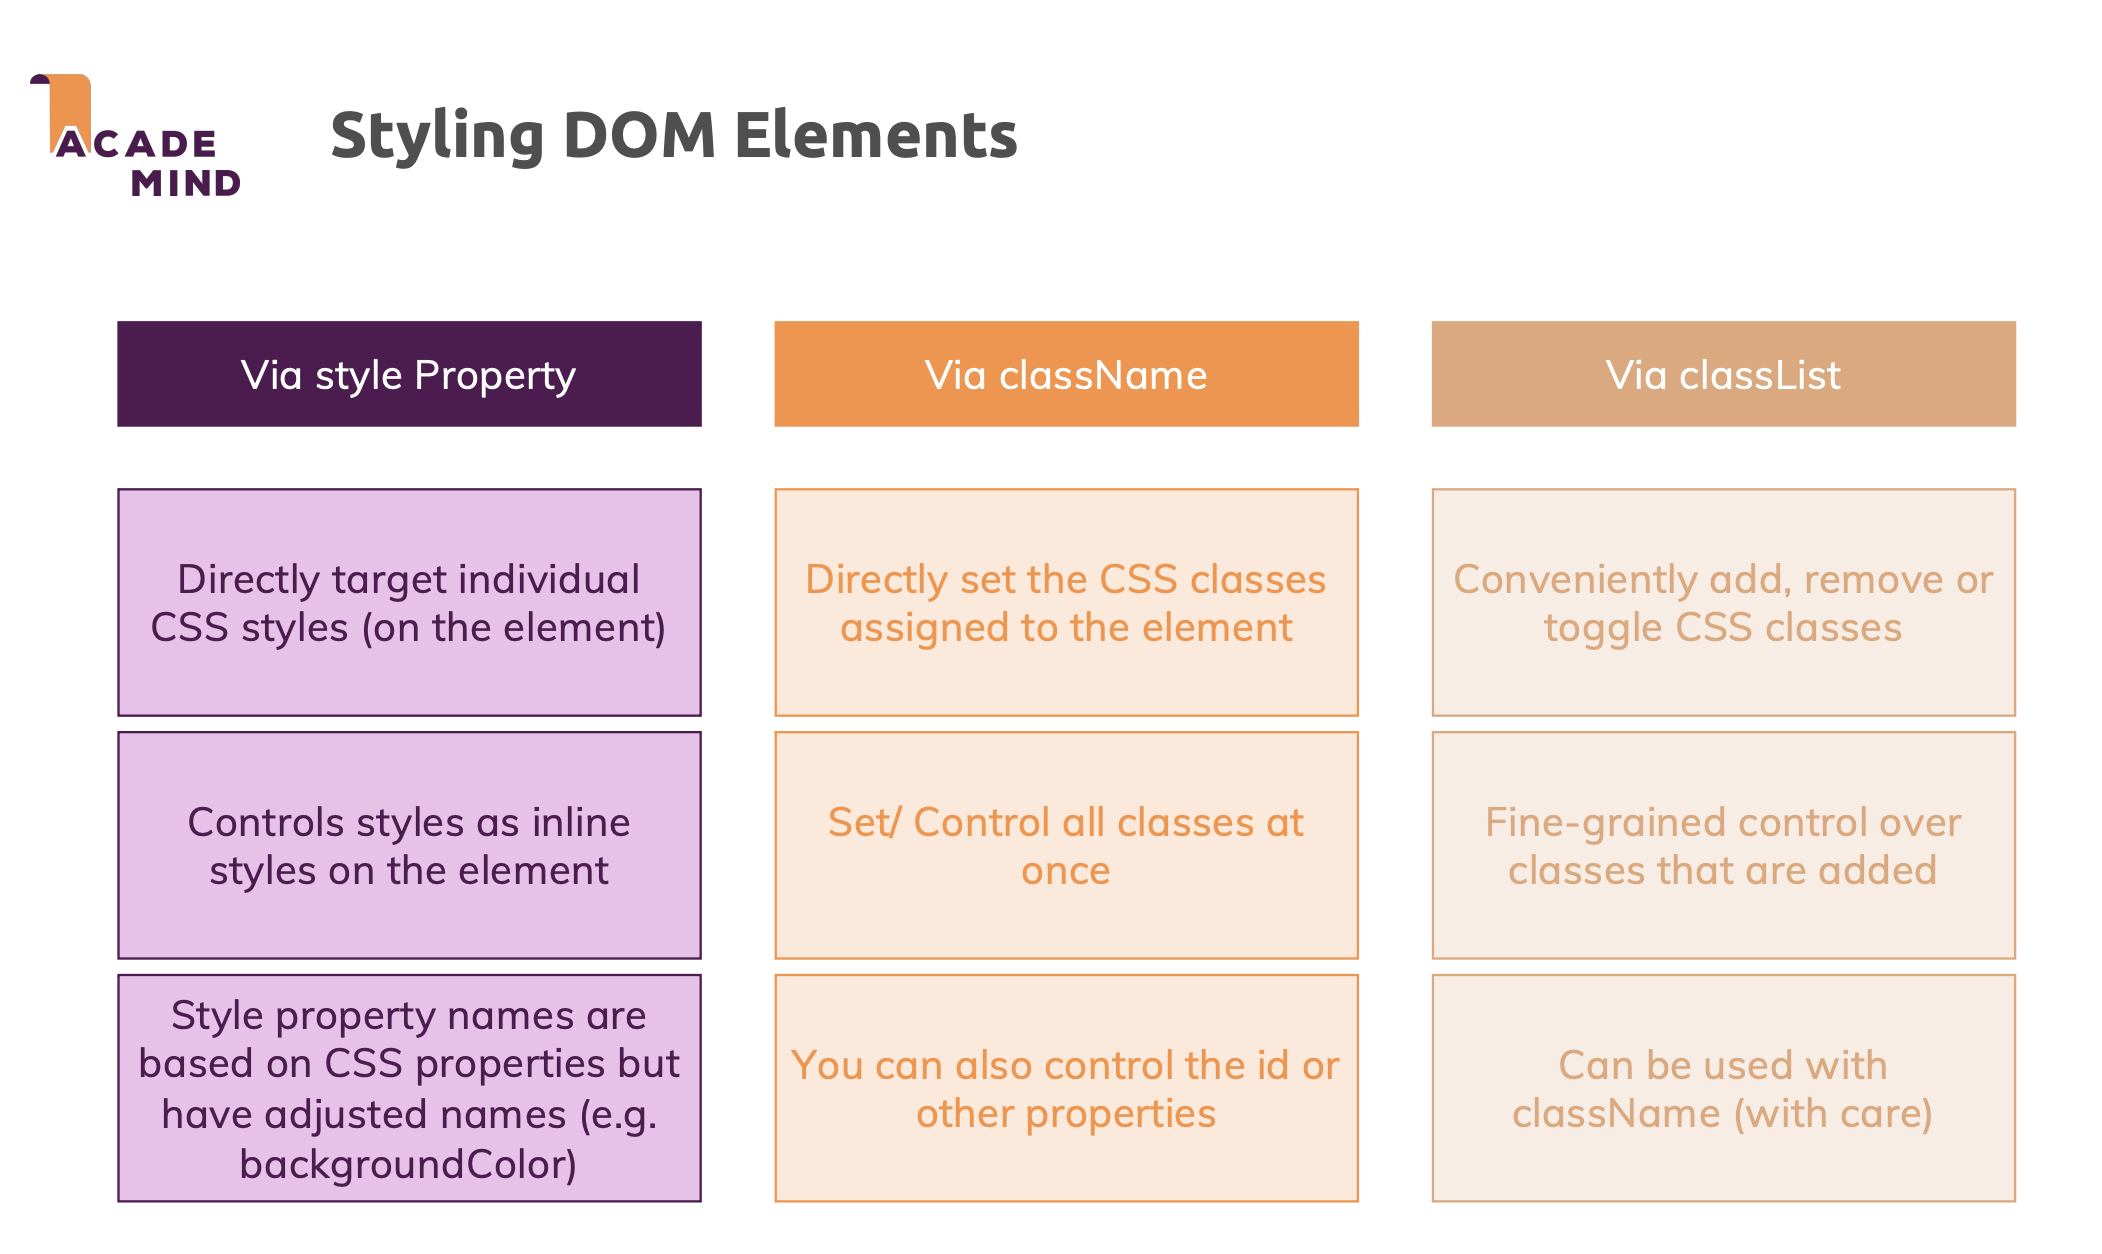 ACADE
MIND
Styling DOM Elements
Via style Property
Directly target individual
CSS styles (on the element)
Controls styles as inline
styles on the element
Style property names are
based on CSS properties but
have adjusted names (e.g.
backgroundColor)
Via className
Directly set the CSS classes
assigned to the element
Set/ Control all classes at
once
You can also control the id or
other properties
Via classList
Conveniently add, remove or
toggle CSS classes
Fine-grained control over
classes that are added
Can be used with
className (with care)